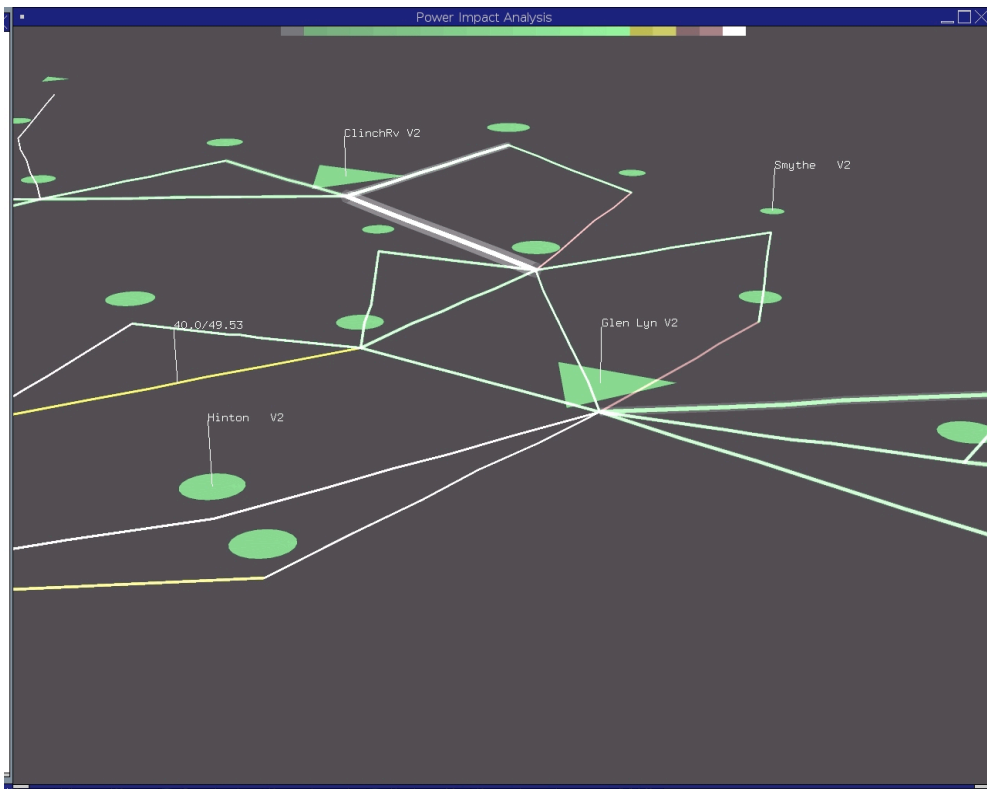 Power Impact Analysis
ClinchRv V2
Smythe V2
40.0/49.53
Glen Lyn V2
Hinton V2